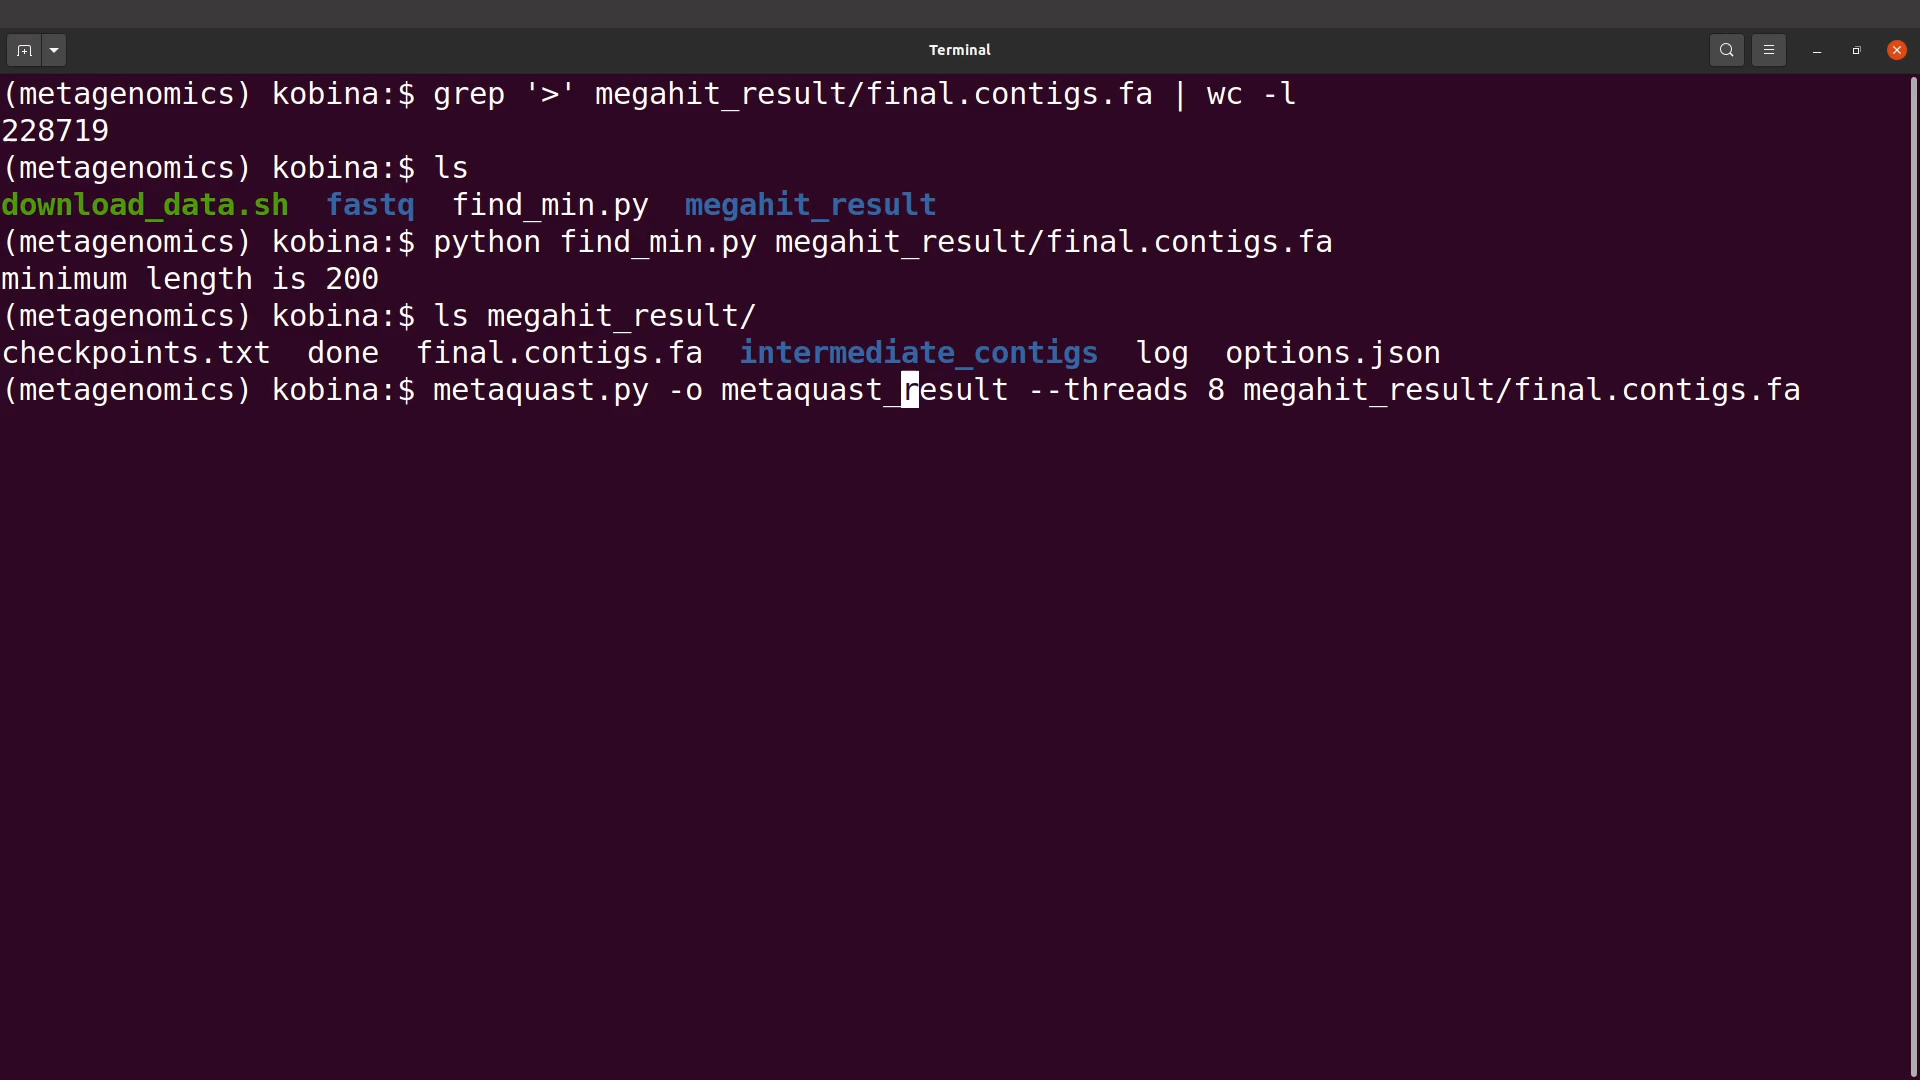 Terminal
(metagenomics) kobina:$ grep '>' megahit_result/final.contigs.fa | wc -l
228719
(metagenomics) kobina:$ ls
download_data.sh  fastq  find_min.py  megahit_result
(metagenomics) kobina:$ python find_min.py megahit_result/final.contigs.fa
minimum length is 200
(metagenomics) kobina:$ ls megahit_result/
checkpoints.txt  done  final.contigs.fa  intermediate_contigs  log  options.json
(metagenomics) kobina:$ metaquast.py -o metaquast_result --threads 8 megahit_result/final.contigs.fa